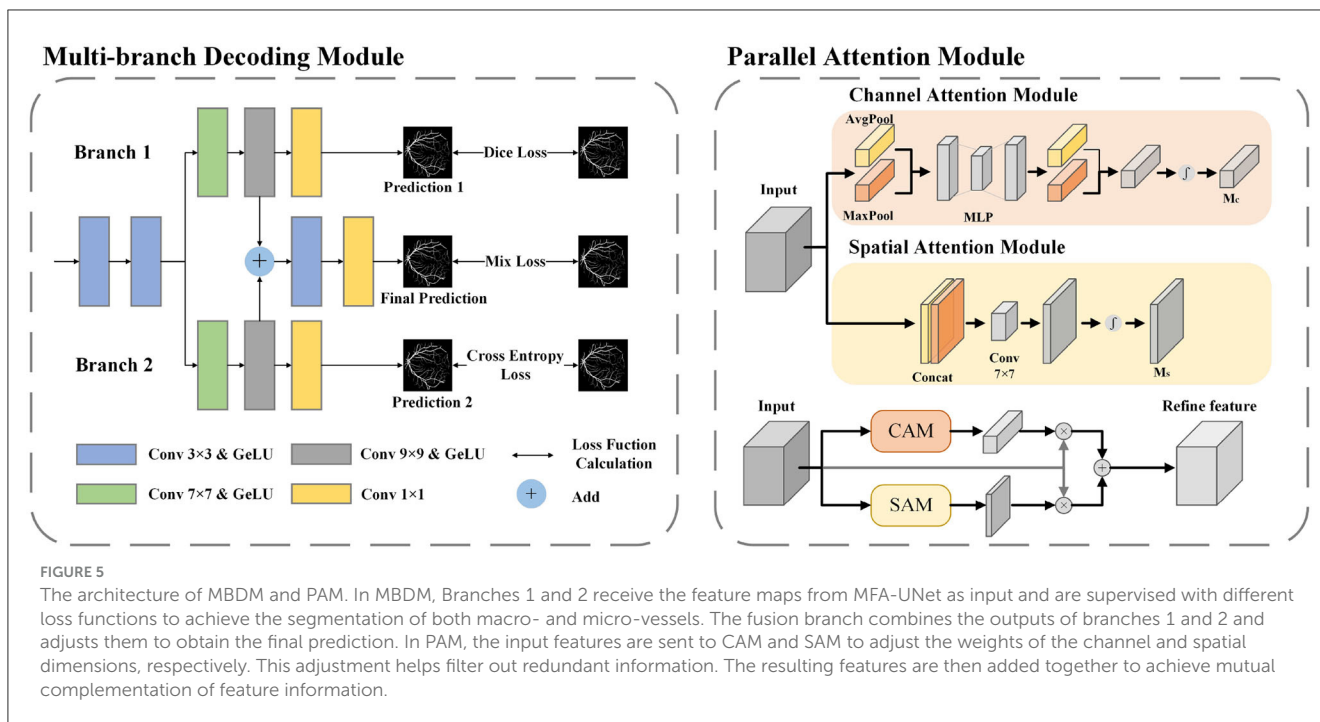 Multi-branch Decoding Module
Branch 1
Prediction 1
Dice Loss
+
Final Prediction
Mix Loss
Branch 2
Prediction 2
Cross Entropy
Loss
Conv 3×3 & GeLU
Conv 9×9 & GeLU
Loss Fuction
Calculation
Conv 7×7 & GeLU
Conv 1×1
+
Add
Parallel Attention Module
Channel Attention Module
AvgPool
Input
MaxPool
MLP
∫
Mc
Spatial Attention Module
Concat
Conv
7×7
∫
Ms
Input
CAM
×
Refine feature
+
SAM
×
FIGURE 5
The architecture of MBDM and PAM. In MBDM, Branches 1 and 2 receive the feature maps from MFA-UNet as input and are supervised with different
loss functions to achieve the segmentation of both macro- and micro-vessels. The fusion branch combines the outputs of branches 1 and 2 and
adjusts them to obtain the final prediction. In PAM, the input features are sent to CAM and SAM to adjust the weights of the channel and spatial
dimensions, respectively. This adjustment helps filter out redundant information. The resulting features are then added together to achieve mutual
complementation of feature information.